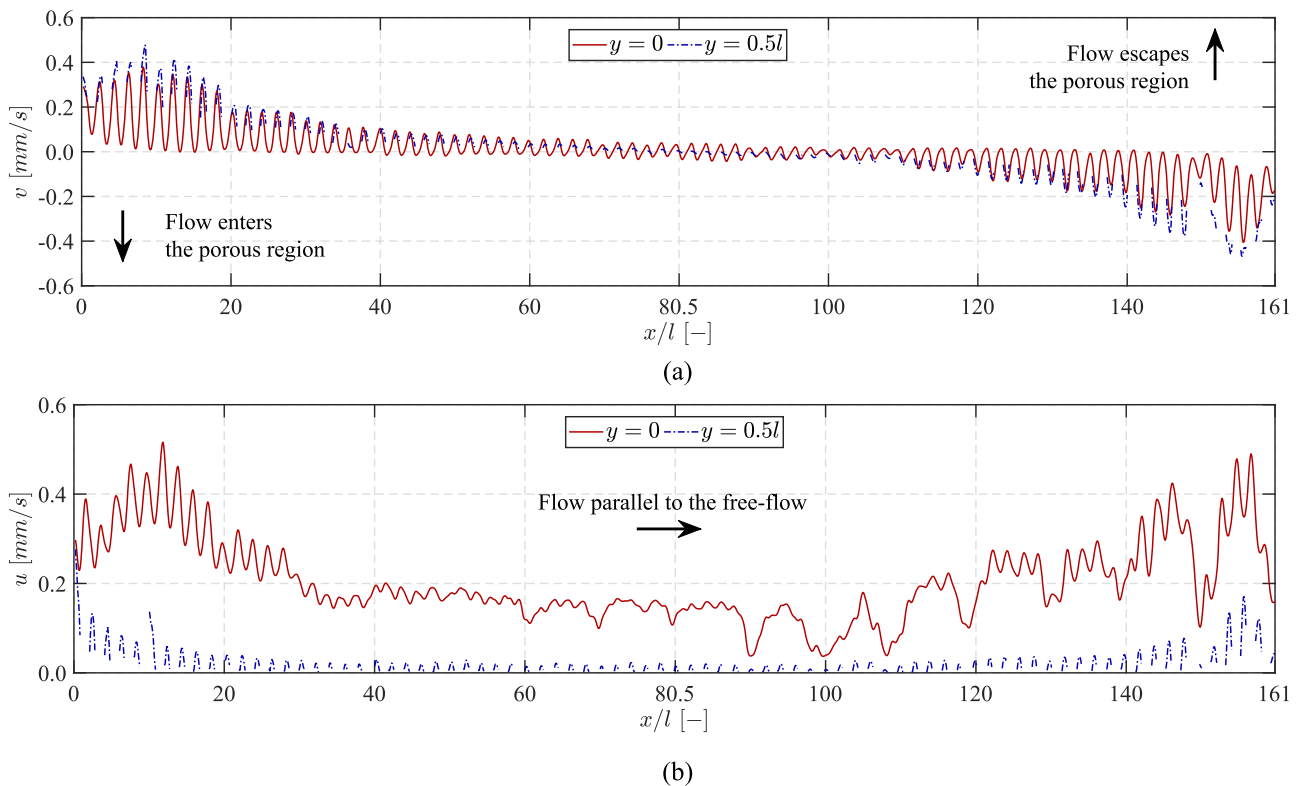 0.6
0.4
0.2
0.0
-0.2
-0.4
-0.6
v [mm/s]
y = 0 y = 0.5l
Flow escapes
the porous region
Flow enters
the porous region
0 20 40 60 80.5 100 120 140 161
x/l [−]
(a)
0.6
0.4
0.2
0.0
u [mm/s]
y = 0 y = 0.5l
Flow parallel to the free-flow
0 20 40 60 80.5 100 120 140 161
x/l [−]
(b)